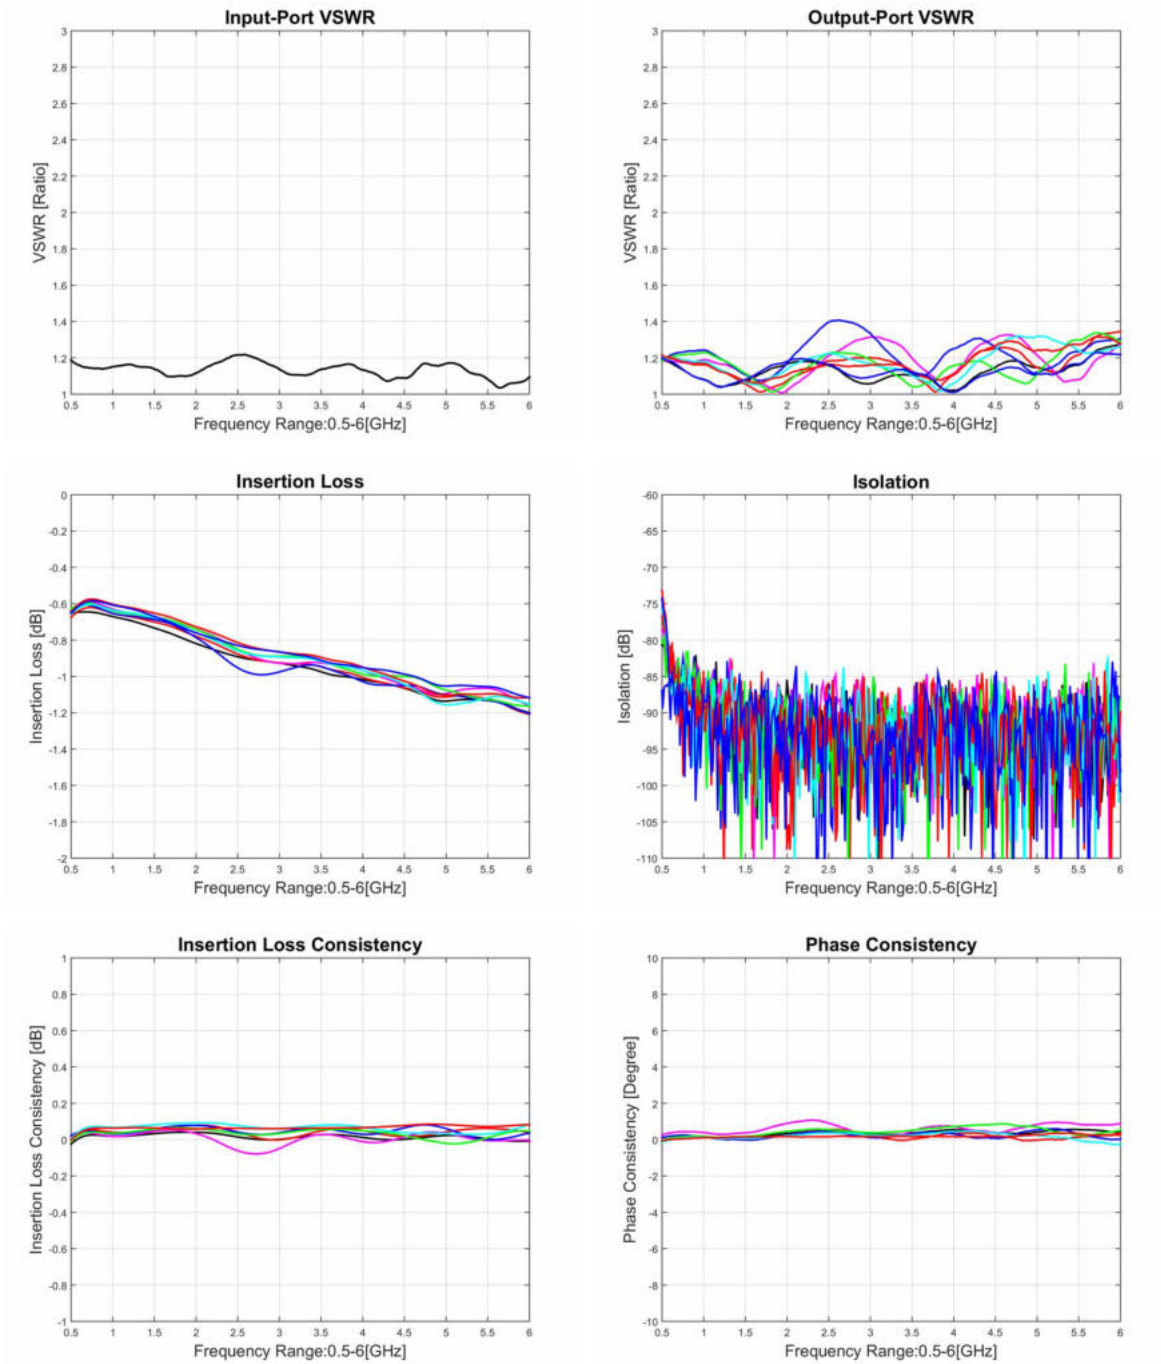 Input-Port VSWR
3
2.8
2.6
2.4
2.2
2
1.8
1.6
1.4
1.2
1
VSWR [Ratio]
0.5 1 1.5 2 2.5 3 3.5 4 4.5 5 5.5 6
Frequency Range:0.5-6[GHz]
Output-Port VSWR
3
2.8
2.6
2.4
2.2
2
1.8
1.6
1.4
1.2
1
VSWR [Ratio]
0.5 1 1.5 2 2.5 3 3.5 4 4.5 5 5.5 6
Frequency Range:0.5-6[GHz]
Insertion Loss
0
-0.2
-0.4
-0.6
-0.8
-1
-1.2
-1.4
-1.6
-1.8
-2
Insertion Loss [dB]
0.5 1 1.5 2 2.5 3 3.5 4 4.5 5 5.5 6
Frequency Range:0.5-6[GHz]
Isolation
-60
-65
-70
-75
-80
-85
-90
-95
-100
-105
-110
Isolation [dB]
0.5 1 1.5 2 2.5 3 3.5 4 4.5 5 5.5 6
Frequency Range:0.5-6[GHz]
Insertion Loss Consistency
1
0.8
0.6
0.4
0.2
0
-0.2
-0.4
-0.6
-0.8
-1
Insertion Loss Consistency [dB]
0.5 1 1.5 2 2.5 3 3.5 4 4.5 5 5.5 6
Frequency Range:0.5-6[GHz]
Phase Consistency
10
8
6
4
2
0
-2
-4
-6
-8
-10
Phase Consistency [Degree]
0.5 1 1.5 2 2.5 3 3.5 4 4.5 5 5.5 6
Frequency Range:0.5-6[GHz]